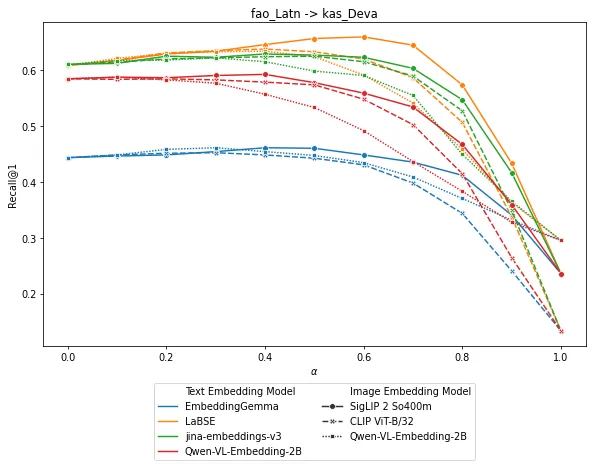 fao_Latn -> kas_Deva
Recall@1
0.6
0.5
0.4
0.3
0.2
0.0 0.2 0.4 0.6 0.8 1.0
α
Text Embedding Model
EmbeddingGemma
LaBSE
jina-embeddings-v3
Qwen-VL-Embedding-2B
Image Embedding Model
SigLIP 2 So400m
CLIP ViT-B/32
Qwen-VL-Embedding-2B